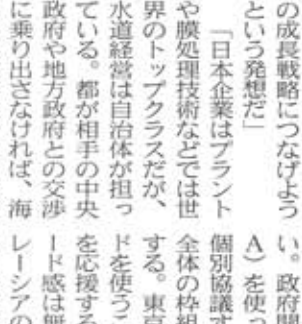 の成長戦略につなげよう
という発想だ」
「日本企業はプラント
や膜処理技術などでは世
界のトップクラスだが、
水道経営は自治体が担っ
ている。都が相手の中央
政府や地方政府との交渉
に乗り出さなければ、海
い。政府開
A）を使っ
個別協議す
全体の枠組
する。東京
ドを使うこ
を応援する
ード感は無
レーシアの